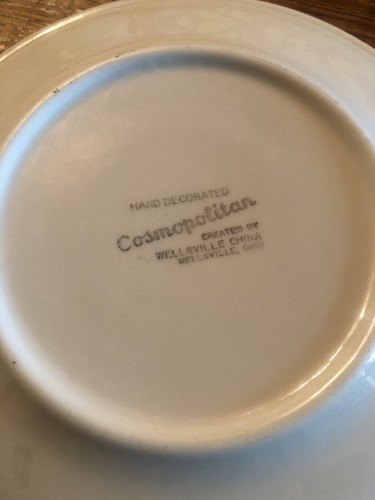 HAND DECORATED
Cosmopolitan
CREATED BY
WELLSVILLE CHINA
WELLSVILLE, OHIO